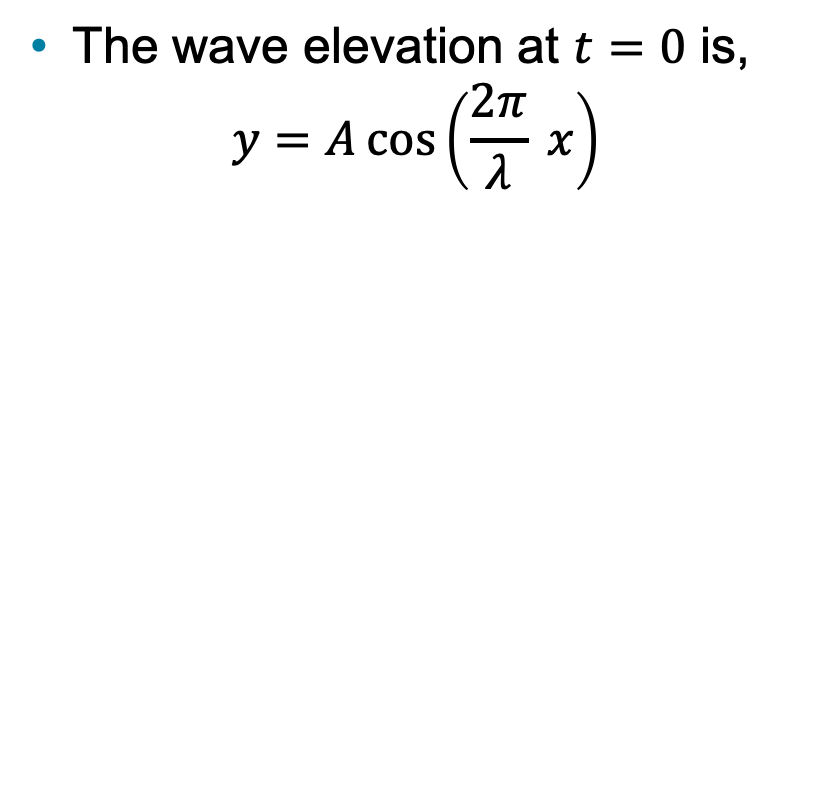 • The wave elevation at t = 0 is,
y = A cos(2π/λ x)